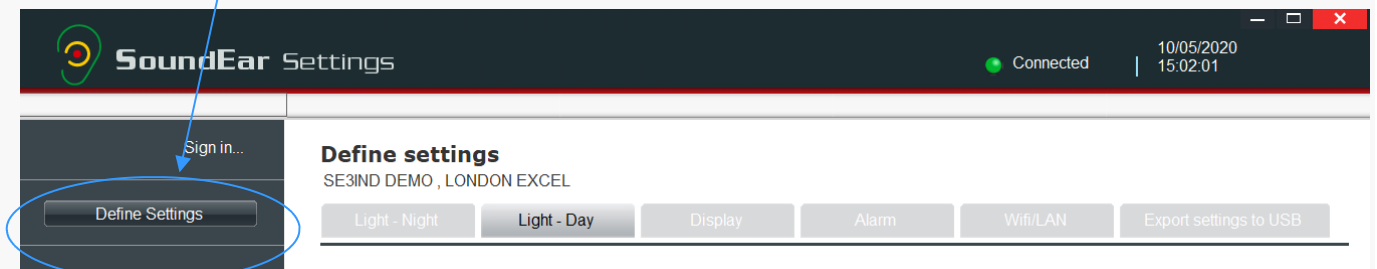 SoundEar Settings
Connected
10/05/2020
15:02:01
Sign in...
Define Settings
Define settings
SE3IND DEMO , LONDON EXCEL
Light - Night Light - Day Display Alarm Wifi/LAN Export settings to USB